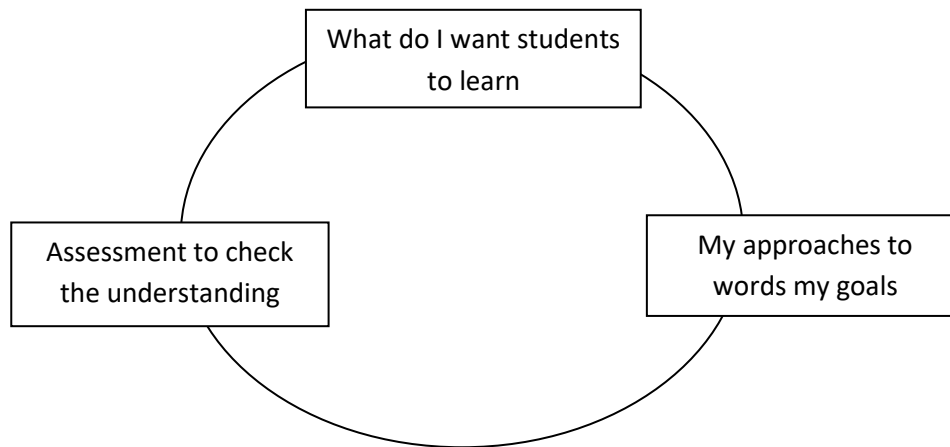 What do I want students
to learn
Assessment to check
the understanding
My approaches to
words my goals